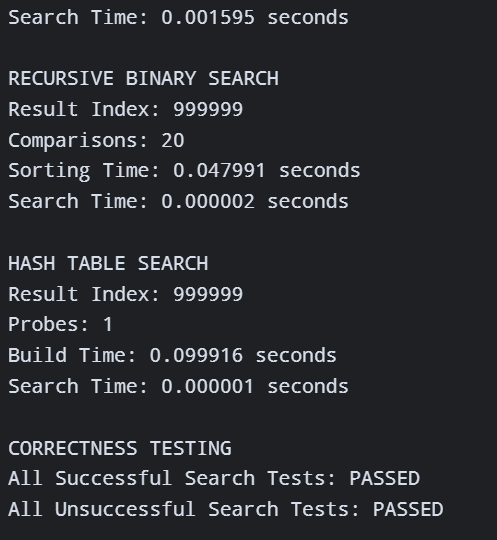 Search Time: 0.001595 seconds
RECURSIVE BINARY SEARCH
Result Index: 999999
Comparisons: 20
Sorting Time: 0.047991 seconds
Search Time: 0.000002 seconds
HASH TABLE SEARCH
Result Index: 999999
Probes: 1
Build Time: 0.099916 seconds
Search Time: 0.000001 seconds
CORRECTNESS TESTING
All Successful Search Tests: PASSED
All Unsuccessful Search Tests: PASSED